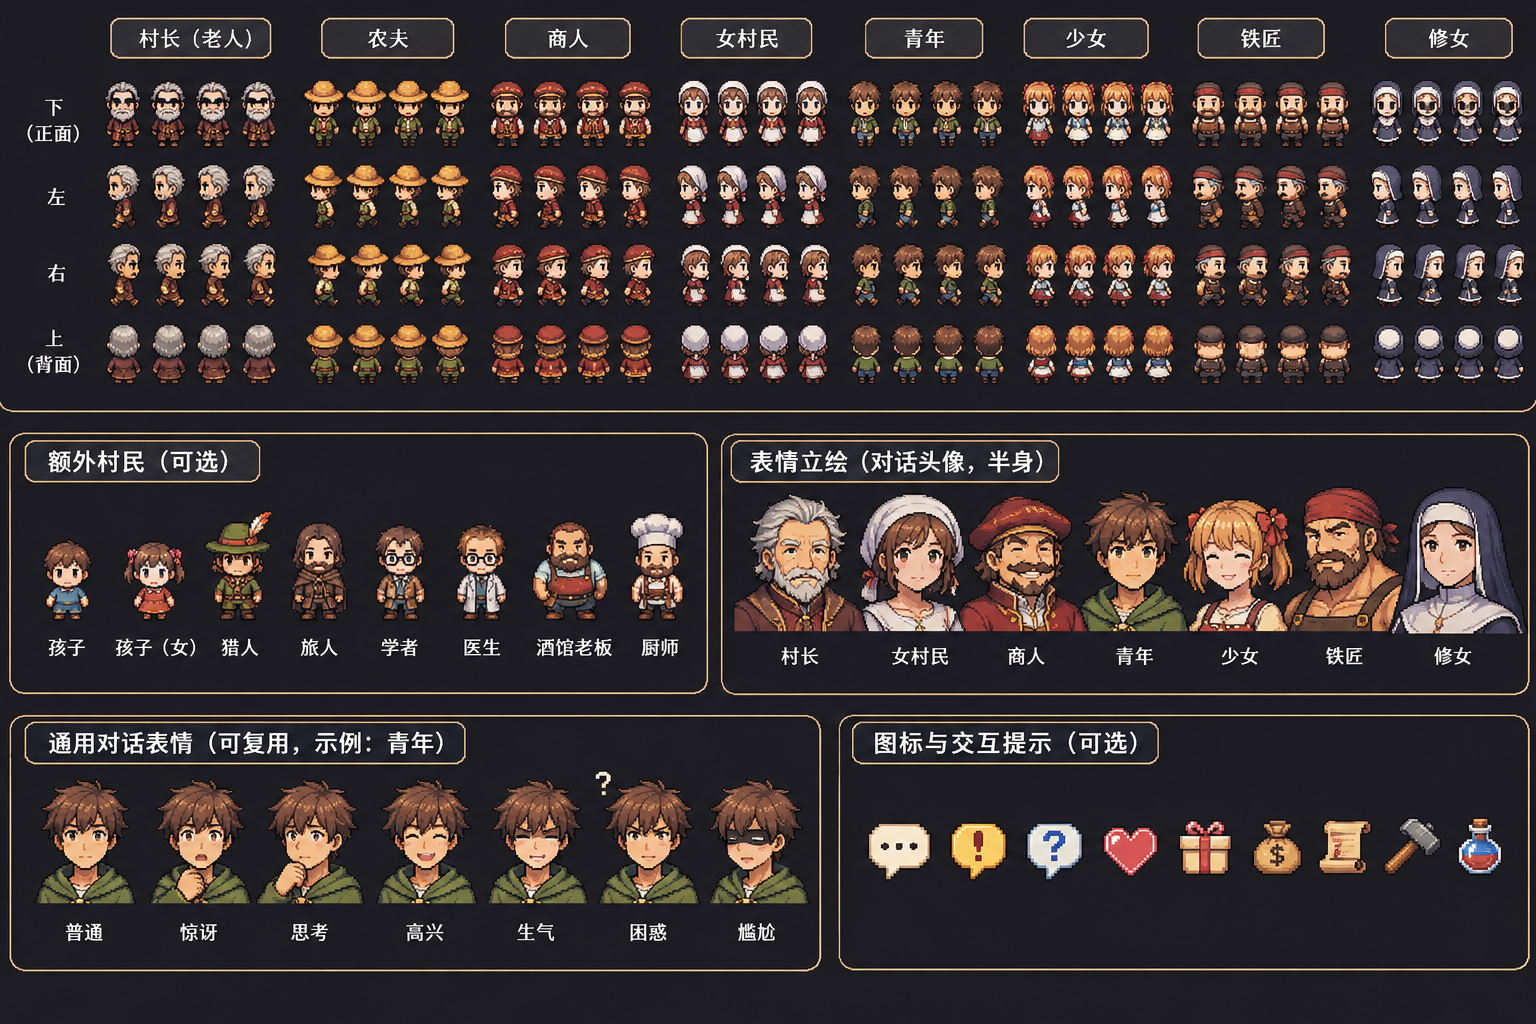 村长（老人）
农夫
商人
女村民
青年
少女
铁匠
修女
下
（正面）
左
右
上
（背面）
额外村民（可选）
孩子
孩子（女）
猎人
旅人
学者
医生
酒馆老板
厨师
表情立绘（对话头像，半身）
村长
女村民
商人
青年
少女
铁匠
修女
通用对话表情（可复用，示例：青年）
?
普通
惊讶
思考
高兴
生气
困惑
尴尬
图标与交互提示（可选）
...
!
?
$